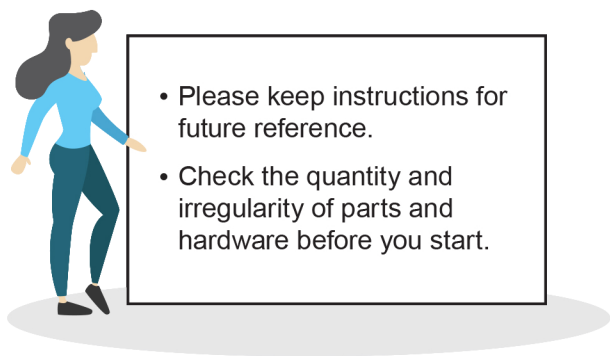 • Please keep instructions for
future reference.
• Check the quantity and
irregularity of parts and
hardware before you start.